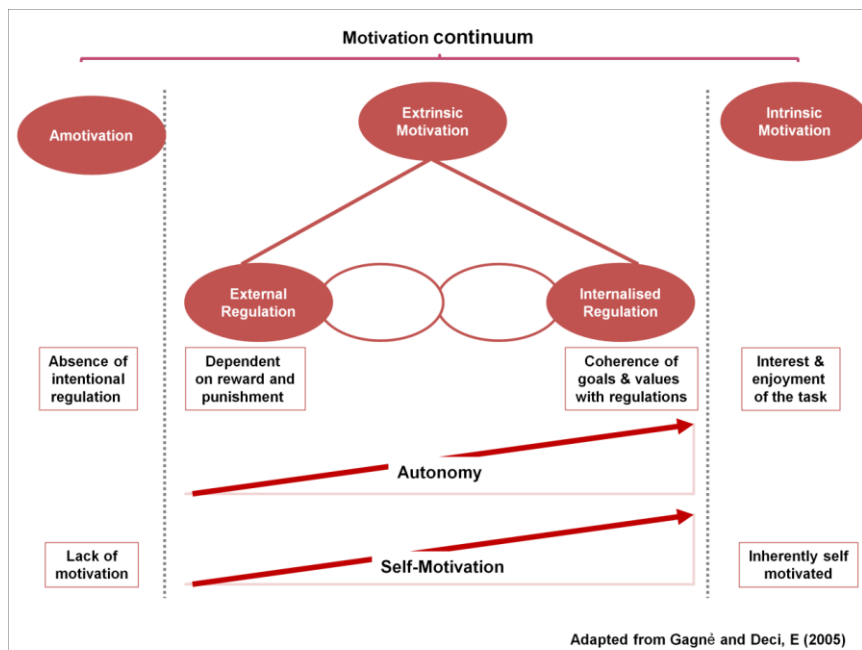 Motivation continuum
Amotivation
Extrinsic
Motivation
Intrinsic
Motivation
External
Regulation
Internalised
Regulation
Absence of
intentional
regulation
Dependent
on reward and
punishment
Coherence of
goals & values
with regulations
Interest &
enjoyment
of the task
Autonomy
Lack of
motivation
Self-Motivation
Inherently self
motivated
Adapted from Gagnė and Deci, E (2005)